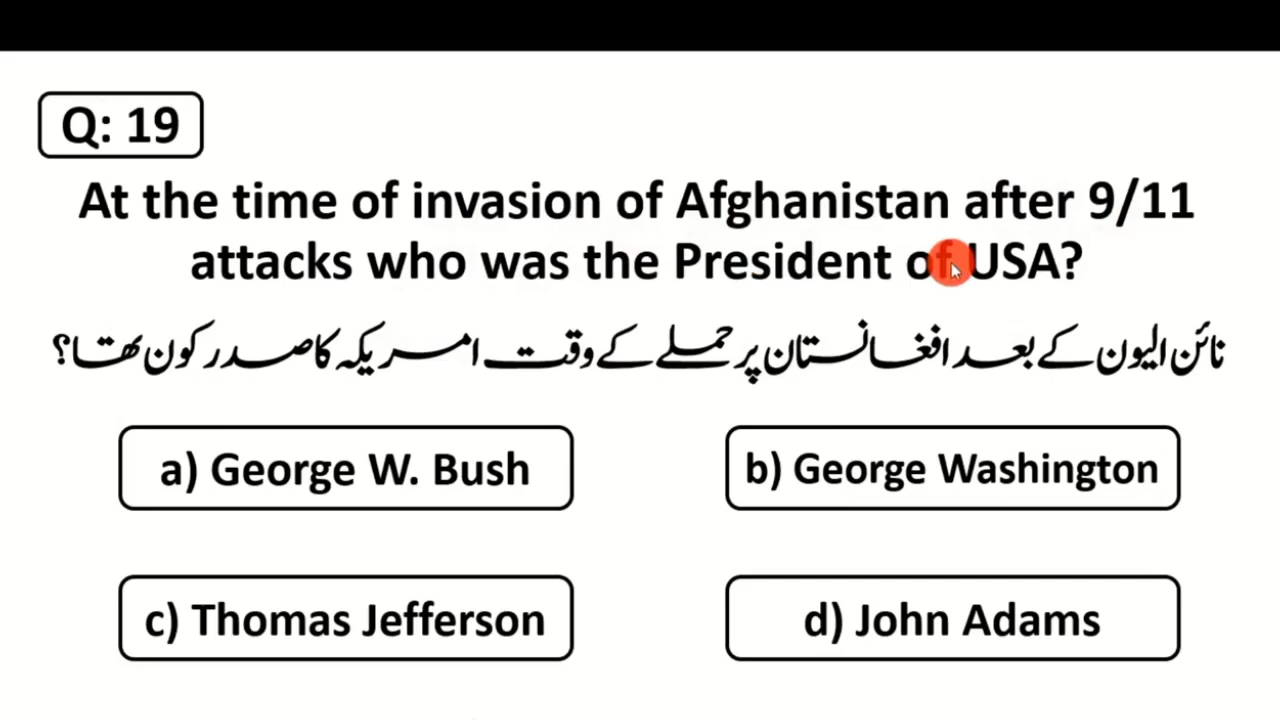 Q: 19
At the time of invasion of Afghanistan after 9/11
attacks who was the President of USA?
نائن الیون کے بعد افغانستان پر حملے کے وقت امریکہ کا صدر کون تھا؟
a) George W. Bush
b) George Washington
c) Thomas Jefferson
d) John Adams